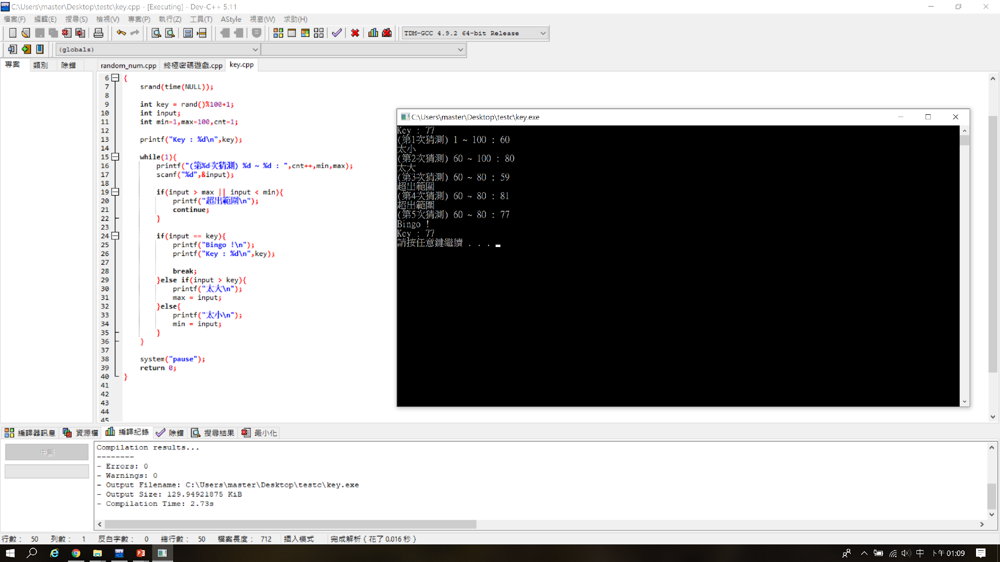 C:\Users\master\Desktop\testc\key.cpp - [Executing] - Dev-C++ 5.11
檔案(F) 編輯(E) 搜尋(S) 檢視(V) 專案(P) 執行(Z) 工具(T) AStyle 視窗(W) 求助(H)
TDM-GCC 4.9.2 64-bit Release
(globals)
專案 類別 除錯 random_num.cpp 終極密碼遊戲.cpp key.cpp
6 {
7 srand(time(NULL));
8
9 int key = rand()%100+1;
10 int input;
11 int min=1,max=100,cnt=1;
12
13 printf("Key : %d\n",key);
14
15 while(1){
16 printf("(第%d次猜測) %d ~ %d : ",cnt++,min,max);
17 scanf("%d",&input);
18
19 if(input > max || input < min){
20 printf("超出範圍\n");
21 continue;
22 }
23
24 if(input == key){
25 printf("Bingo !\n");
26 printf("Key : %d\n",key);
27
28 break;
29 }else if(input > key){
30 printf("太大\n");
31 max = input;
32 }else{
33 printf("太小\n");
34 min = input;
35 }
36 }
37
38 system("pause");
39 return 0;
40 }
41
42
43
44
45
C:\Users\master\Desktop\testc\key.exe
Key : 77
(第1次猜測) 1 ~ 100 : 60
太小
(第2次猜測) 60 ~ 100 : 80
太大
(第3次猜測) 60 ~ 80 : 59
超出範圍
(第4次猜測) 60 ~ 80 : 81
超出範圍
(第5次猜測) 60 ~ 80 : 77
Bingo !
Key : 77
請按任意鍵繼續 . . .
編譯器訊息 資源檔 編譯紀錄 除錯 搜尋結果 最小化
中斷
Compilation results...
--------
- Errors: 0
- Warnings: 0
- Output Filename: C:\Users\master\Desktop\testc\key.exe
- Output Size: 129.94921875 KiB
- Compilation Time: 2.73s
行數 : 50 列數 : 1 反白字數 : 0 總行數 : 50 檔案長度 : 712 插入模式 完成解析 ( 花了 0.016 秒 )
中 下午 01:09